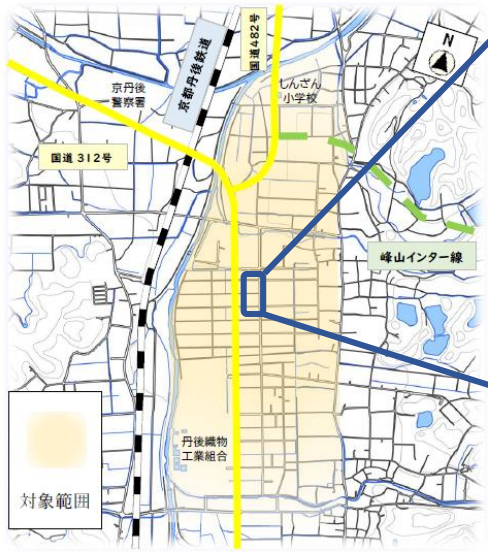 国道482号
N
京都丹後鉄道
しんざん
小学校
京丹後
警察署
国道312号
峰山インター線
丹後織物
工業組合
対象範囲